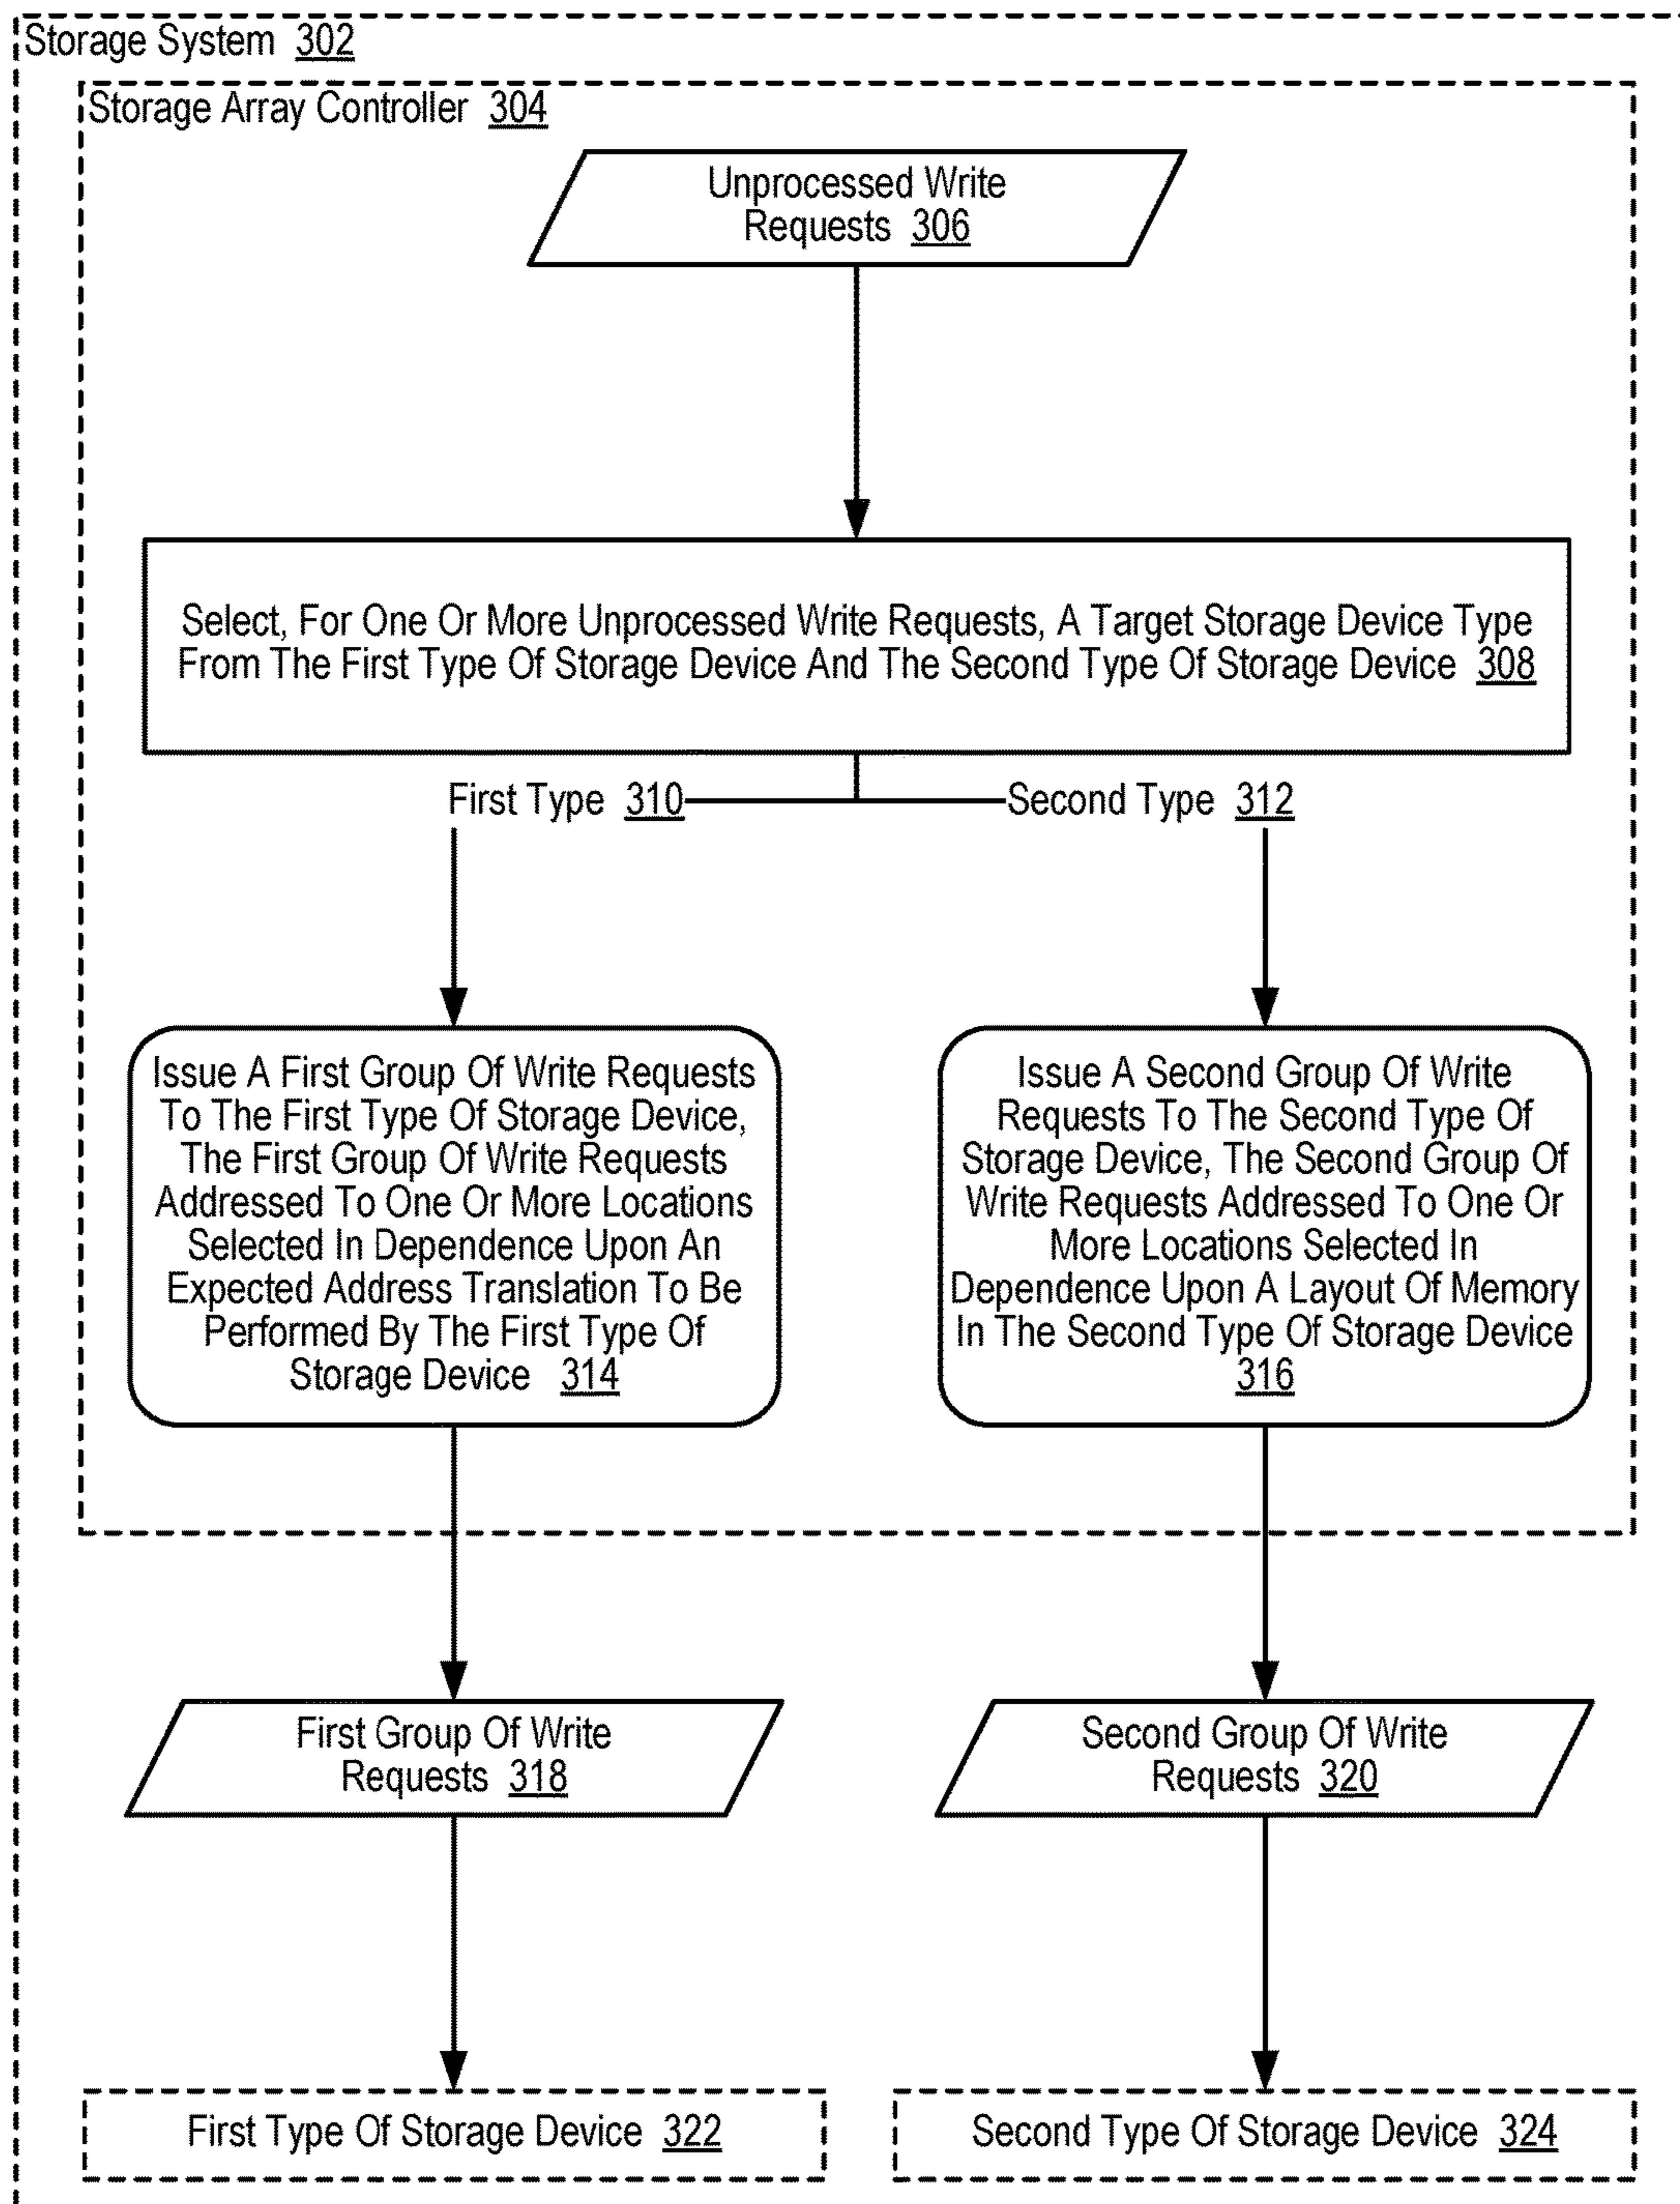 Storage System 302
Storage Array Controller 304
Unprocessed Write
Requests 306
Select, For One Or More Unprocessed Write Requests, A Target Storage Device Type
From The First Type Of Storage Device And The Second Type Of Storage Device 308
First Type 310
Second Type 312
Issue A First Group Of Write Requests
To The First Type Of Storage Device,
The First Group Of Write Requests
Addressed To One Or More Locations
Selected In Dependence Upon An
Expected Address Translation To Be
Performed By The First Type Of
Storage Device 314
Issue A Second Group Of Write
Requests To The Second Type Of
Storage Device, The Second Group Of
Write Requests Addressed To One Or
More Locations Selected In
Dependence Upon A Layout Of Memory
In The Second Type Of Storage Device
316
First Group Of Write
Requests 318
Second Group Of Write
Requests 320
First Type Of Storage Device 322
Second Type Of Storage Device 324